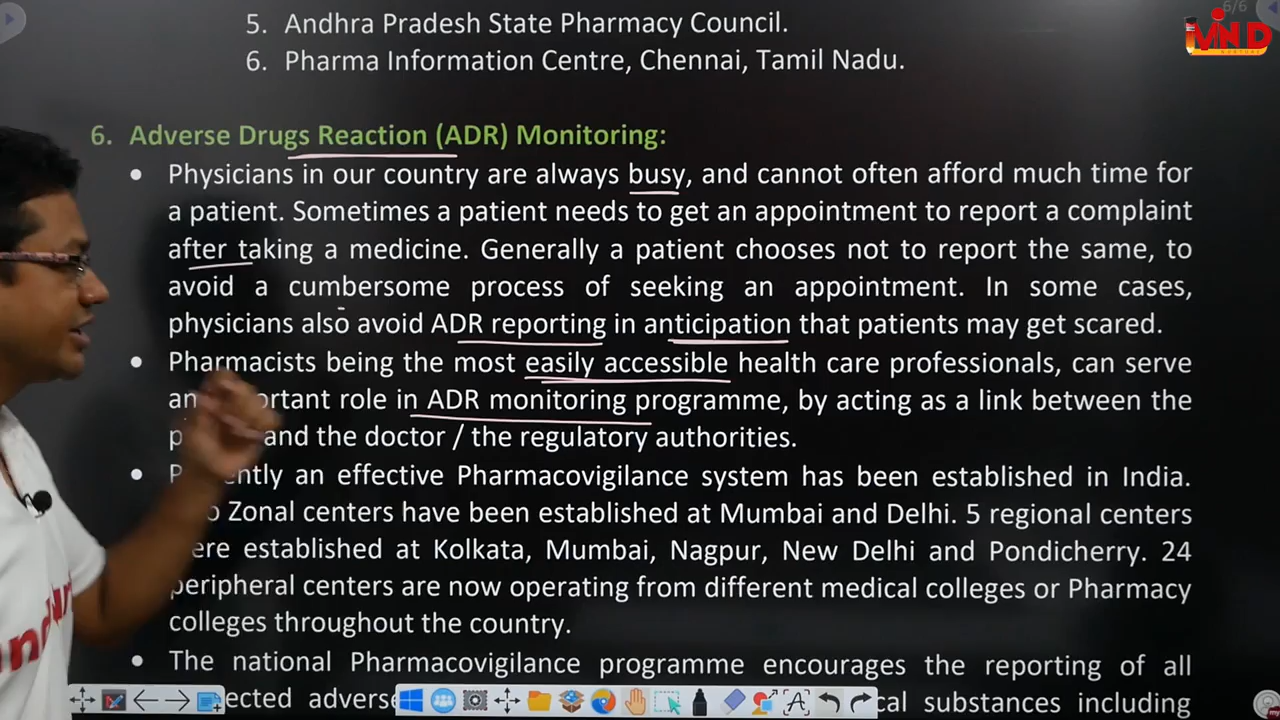 5. Andhra Pradesh State Pharmacy Council.
6. Pharma Information Centre, Chennai, Tamil Nadu.
6/6
MIND
6. Adverse Drugs Reaction (ADR) Monitoring:
• Physicians in our country are always busy, and cannot often afford much time for
a patient. Sometimes a patient needs to get an appointment to report a complaint
after taking a medicine. Generally a patient chooses not to report the same, to
avoid a cumbersome process of seeking an appointment. In some cases,
physicians also avoid ADR reporting in anticipation that patients may get scared.
• Pharmacists being the most easily accessible health care professionals, can serve
an role in ADR monitoring programme, by acting as a link between the
and the doctor / the regulatory authorities.
• an effective Pharmacovigilance system has been established in India.
Zonal centers have been established at Mumbai and Delhi. 5 regional centers
established at Kolkata, Mumbai, Nagpur, New Delhi and Pondicherry. 24
peripheral centers are now operating from different medical colleges or Pharmacy
colleges throughout the country.
• The national Pharmacovigilance programme encourages the reporting of all
substances including